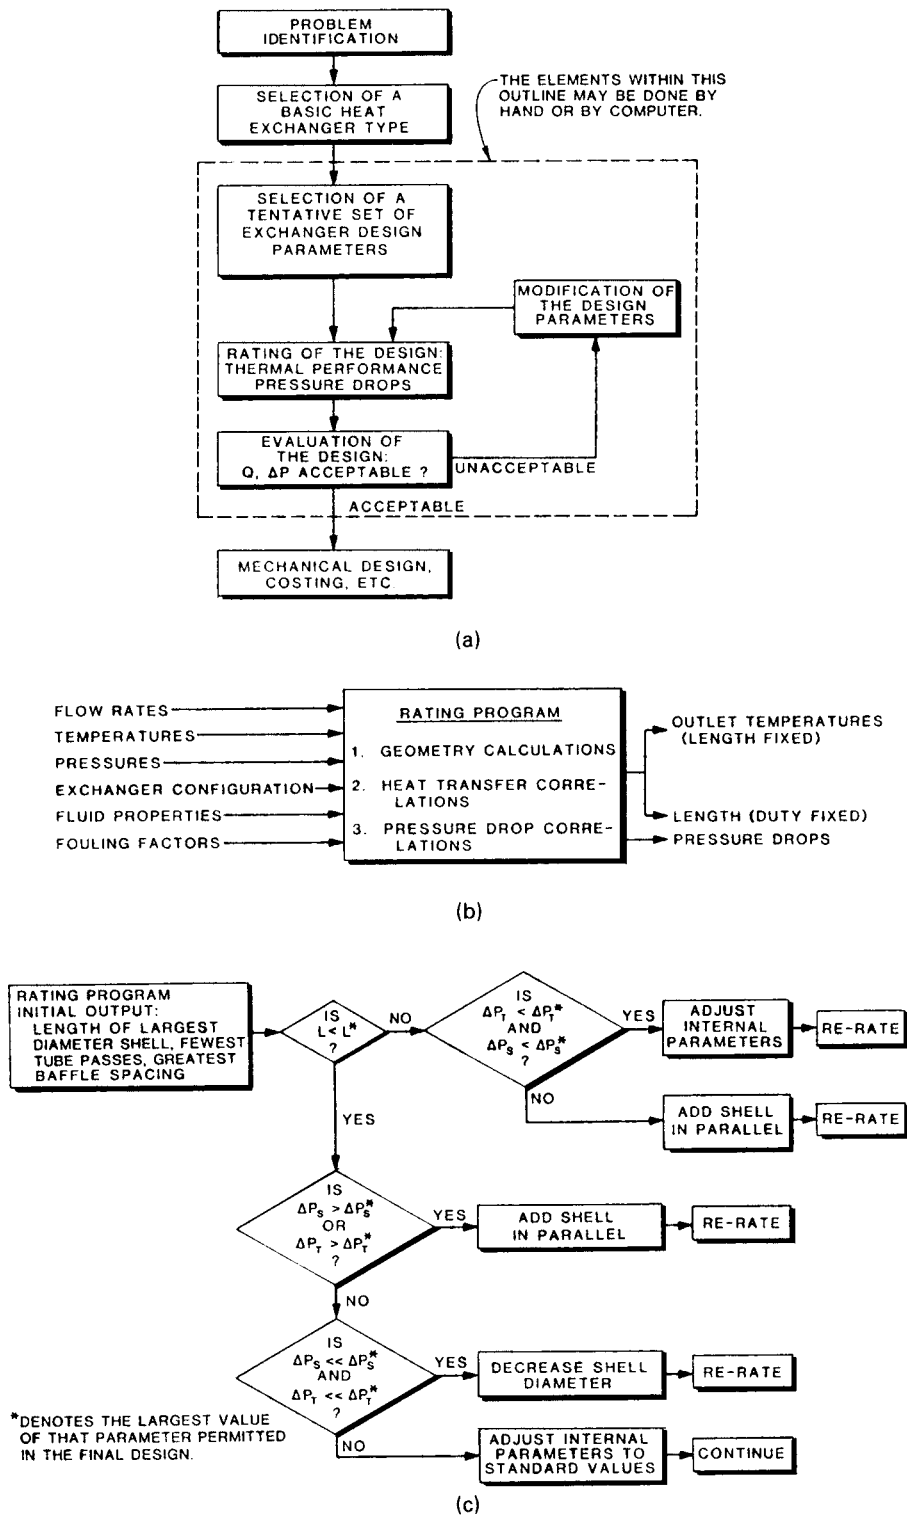 PROBLEM
IDENTIFICATION
SELECTION OF A
BASIC HEAT
EXCHANGER TYPE
THE ELEMENTS WITHIN THIS
OUTLINE MAY BE DONE BY
HAND OR BY COMPUTER.
SELECTION OF A
TENTATIVE SET OF
EXCHANGER DESIGN
PARAMETERS
MODIFICATION OF
THE DESIGN
PARAMETERS
RATING OF THE DESIGN:
THERMAL PERFORMANCE
PRESSURE DROPS
EVALUATION OF
THE DESIGN:
Q, ΔP ACCEPTABLE ?
UNACCEPTABLE
ACCEPTABLE
MECHANICAL DESIGN,
COSTING, ETC
(a)
FLOW RATES
TEMPERATURES
PRESSURES
EXCHANGER CONFIGURATION
FLUID PROPERTIES
FOULING FACTORS
RATING PROGRAM
1. GEOMETRY CALCULATIONS
2. HEAT TRANSFER CORRE-
LATIONS
3. PRESSURE DROP CORRE-
LATIONS
OUTLET TEMPERATURES
(LENGTH FIXED)
LENGTH (DUTY FIXED)
PRESSURE DROPS
(b)
RATING PROGRAM
INITIAL OUTPUT:
LENGTH OF LARGEST
DIAMETER SHELL, FEWEST
TUBE PASSES, GREATEST
BAFFLE SPACING
IS
L < L*
?
NO
IS
ΔP_T < ΔP_T*
AND
ΔP_S < ΔP_S*
?
YES
ADJUST
INTERNAL
PARAMETERS
RE-RATE
NO
ADD SHELL
IN PARALLEL
RE-RATE
YES
IS
ΔP_S > ΔP_S*
OR
ΔP_T > ΔP_T*
?
YES
ADD SHELL
IN PARALLEL
RE-RATE
NO
IS
ΔP_S << ΔP_S*
AND
ΔP_T << ΔP_T*
?
YES
DECREASE SHELL
DIAMETER
RE-RATE
NO
ADJUST INTERNAL
PARAMETERS TO
STANDARD VALUES
CONTINUE
*DENOTES THE LARGEST VALUE
OF THAT PARAMETER PERMITTED
IN THE FINAL DESIGN.
(c)